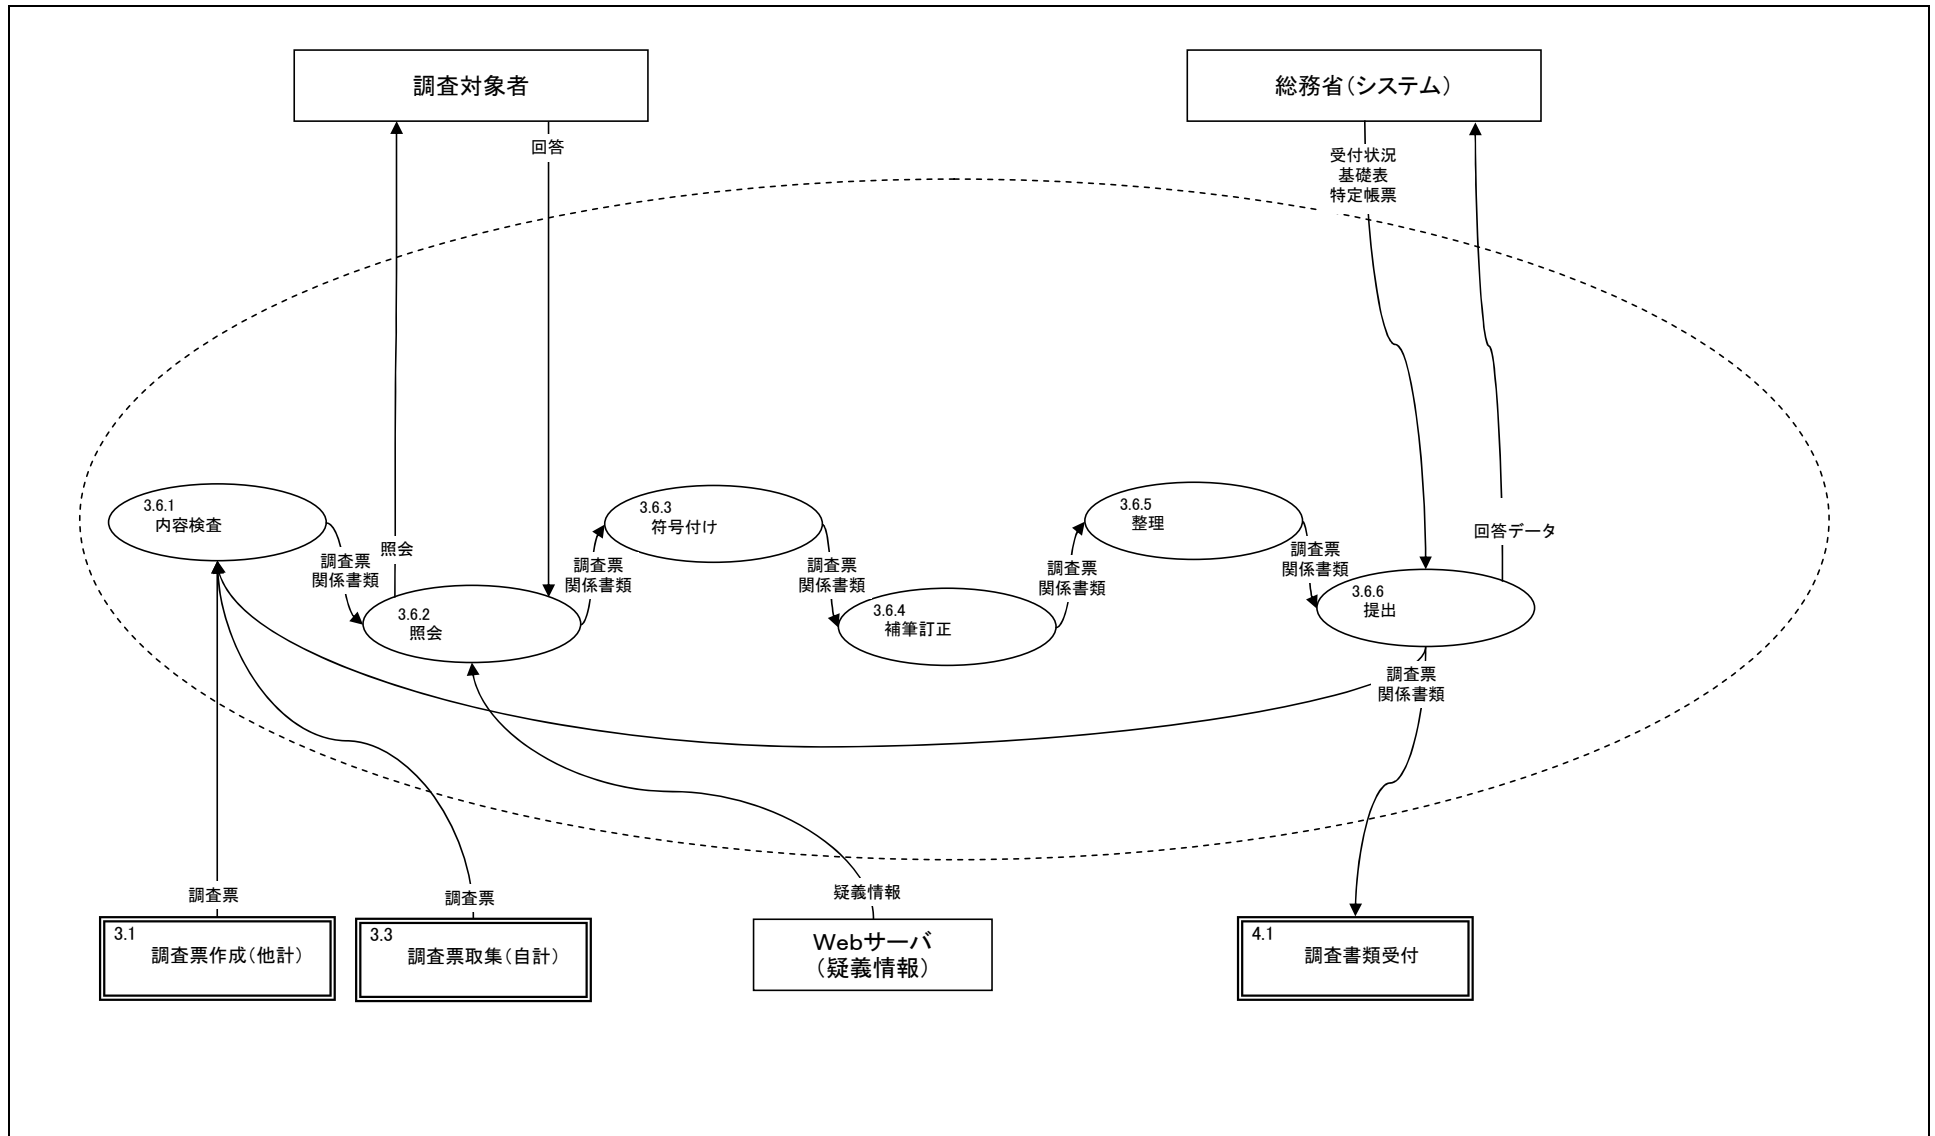 調査対象者
総務省(システム)
回答
受付状況
基礎表
特定帳票
3.6.1
内容検査
調査票
関係書類
照会
3.6.2
照会
調査票
関係書類
3.6.3
符号付け
調査票
関係書類
3.6.4
補筆訂正
調査票
関係書類
3.6.5
整理
調査票
関係書類
回答データ
3.6.6
提出
調査票
関係書類
調査票
調査票
疑義情報
3.1
調査票作成(他計)
3.3
調査票取集(自計)
Webサーバ
(疑義情報)
4.1
調査書類受付